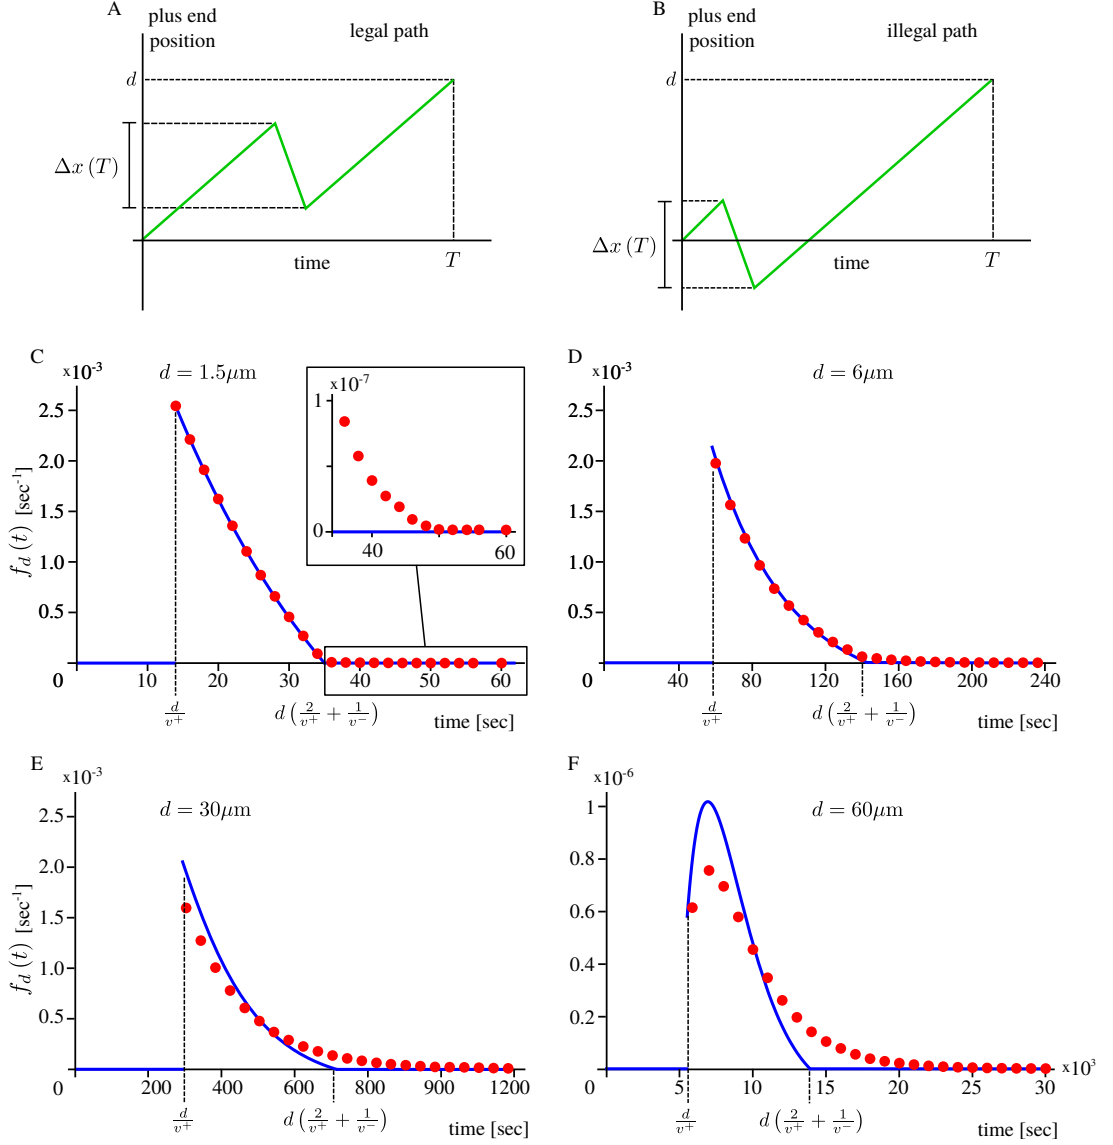 A
plus end
position
legal path
d
Δx (T)
time
T
B
plus end
position
illegal path
d
Δx (T)
time
T
C
x10⁻³
d = 1.5μm
2.5
2.0
1.5
1.0
0.5
0
f_d (t) [sec⁻¹]
x10⁻⁷
1
0
40
60
10
20
30
40
50
60
d/v⁺
d (2/v⁺ + 1/v⁻)
time [sec]
D
x10⁻³
d = 6μm
2.5
2.0
1.5
1.0
0.5
0
40
80
120
160
200
240
d/v⁺
d (2/v⁺ + 1/v⁻)
time [sec]
E
x10⁻³
d = 30μm
2.5
2.0
1.5
1.0
0.5
0
f_d (t) [sec⁻¹]
200
400
600
800
900
1200
d/v⁺
d (2/v⁺ + 1/v⁻)
time [sec]
F
x10⁻⁶
d = 60μm
1
0.8
0.6
0.4
0.2
0
5
10
15
20
25
30
x10³
d/v⁺
d (2/v⁺ + 1/v⁻)
time [sec]